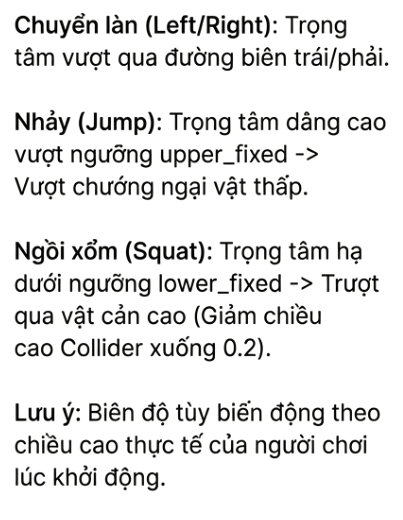 Chuyển làn (Left/Right): Trọng
tâm vượt qua đường biên trái/phải.
Nhảy (Jump): Trọng tâm dâng cao
vượt ngưỡng upper_fixed ->
Vượt chướng ngại vật thấp.
Ngồi xổm (Squat): Trọng tâm hạ
dưới ngưỡng lower_fixed -> Trượt
qua vật cản cao (Giảm chiều
cao Collider xuống 0.2).
Lưu ý: Biên độ tùy biến động theo
chiều cao thực tế của người chơi
lúc khởi động.